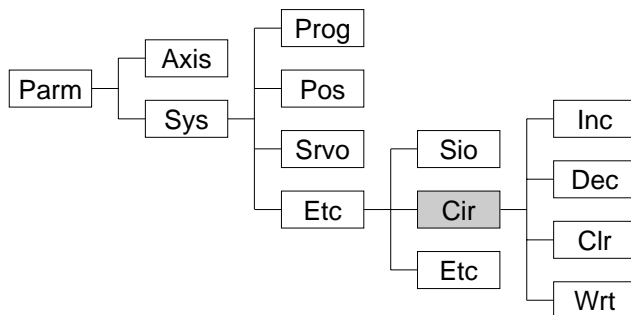 Parm
Axis
Sys
Prog
Pos
Srvo
Etc
Sio
Cir
Etc
Inc
Dec
Clr
Wrt